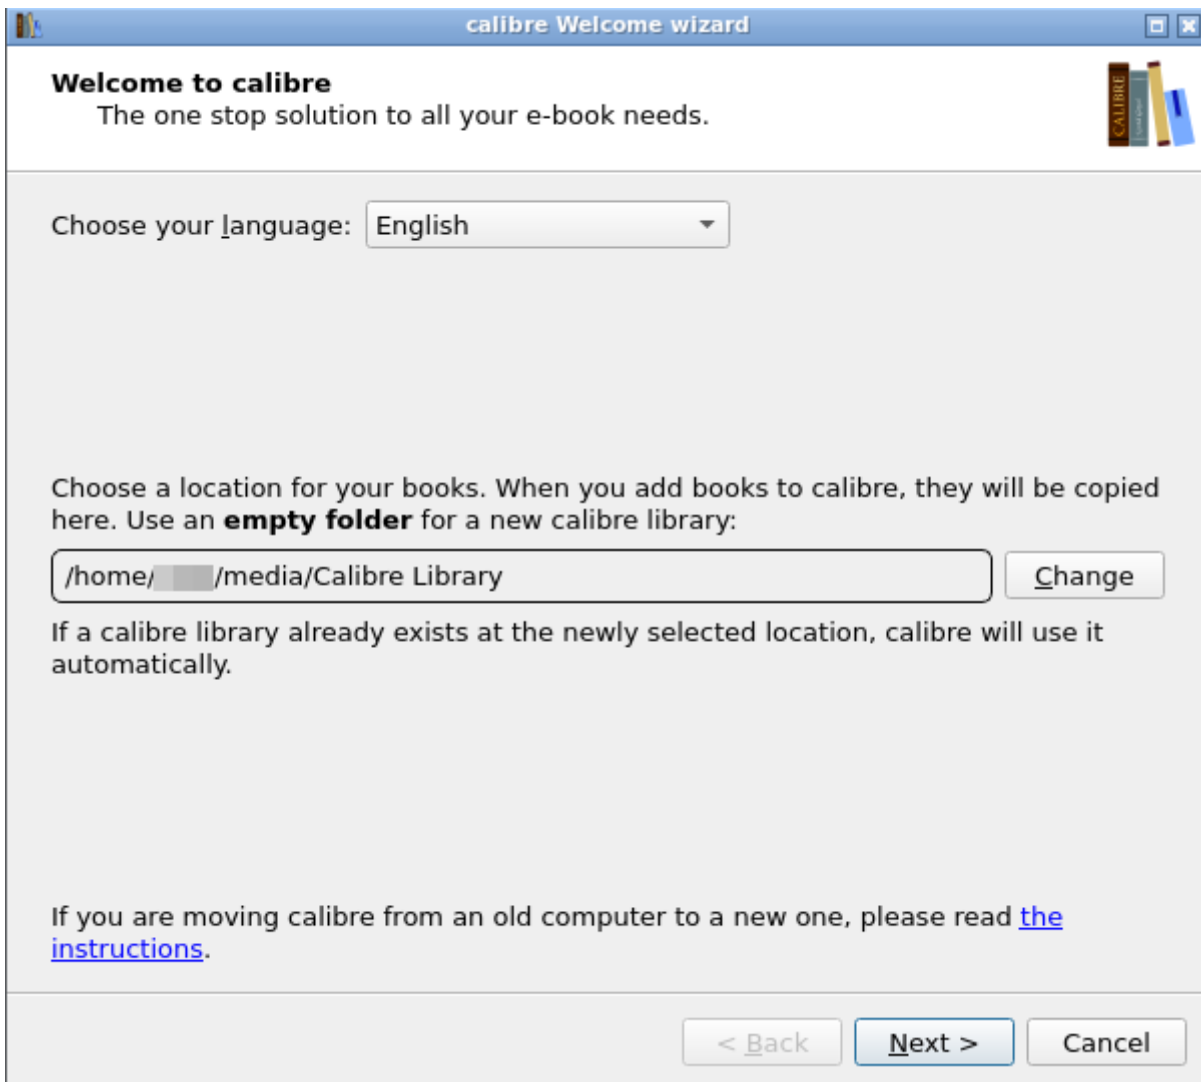 calibre Welcome wizard
Welcome to calibre
The one stop solution to all your e-book needs.
CALIBRE
Choose your language: English
Choose a location for your books. When you add books to calibre, they will be copied
here. Use an empty folder for a new calibre library:
/home/ /media/Calibre Library Change
If a calibre library already exists at the newly selected location, calibre will use it
automatically.
If you are moving calibre from an old computer to a new one, please read the
instructions.
< Back Next > Cancel